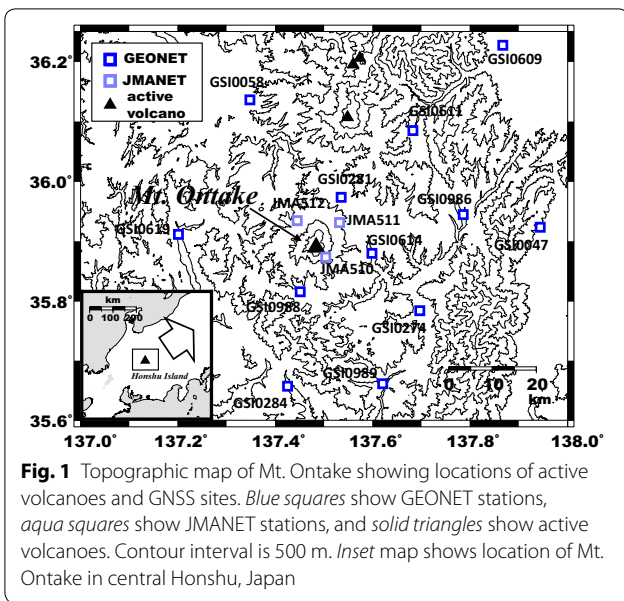 36.2°
36.0°
35.8°
35.6°
137.0°
137.2°
137.4°
137.6°
137.8°
138.0°
GEONET
JMANET
active
volcano
GSI0609
GSI0058
GSI0611
GSI0281
Mt. Ontake
JMA512
JMA511
GSI0986
GSI0619
GSI0614
GSI0047
JMA510
GSI0988
GSI0274
GSI0989
GSI0284
0 10 20
km
km
0 100 200
Honshu Island
Fig. 1 Topographic map of Mt. Ontake showing locations of active
volcanoes and GNSS sites. Blue squares show GEONET stations,
aqua squares show JMANET stations, and solid triangles show active
volcanoes. Contour interval is 500 m. Inset map shows location of Mt.
Ontake in central Honshu, Japan